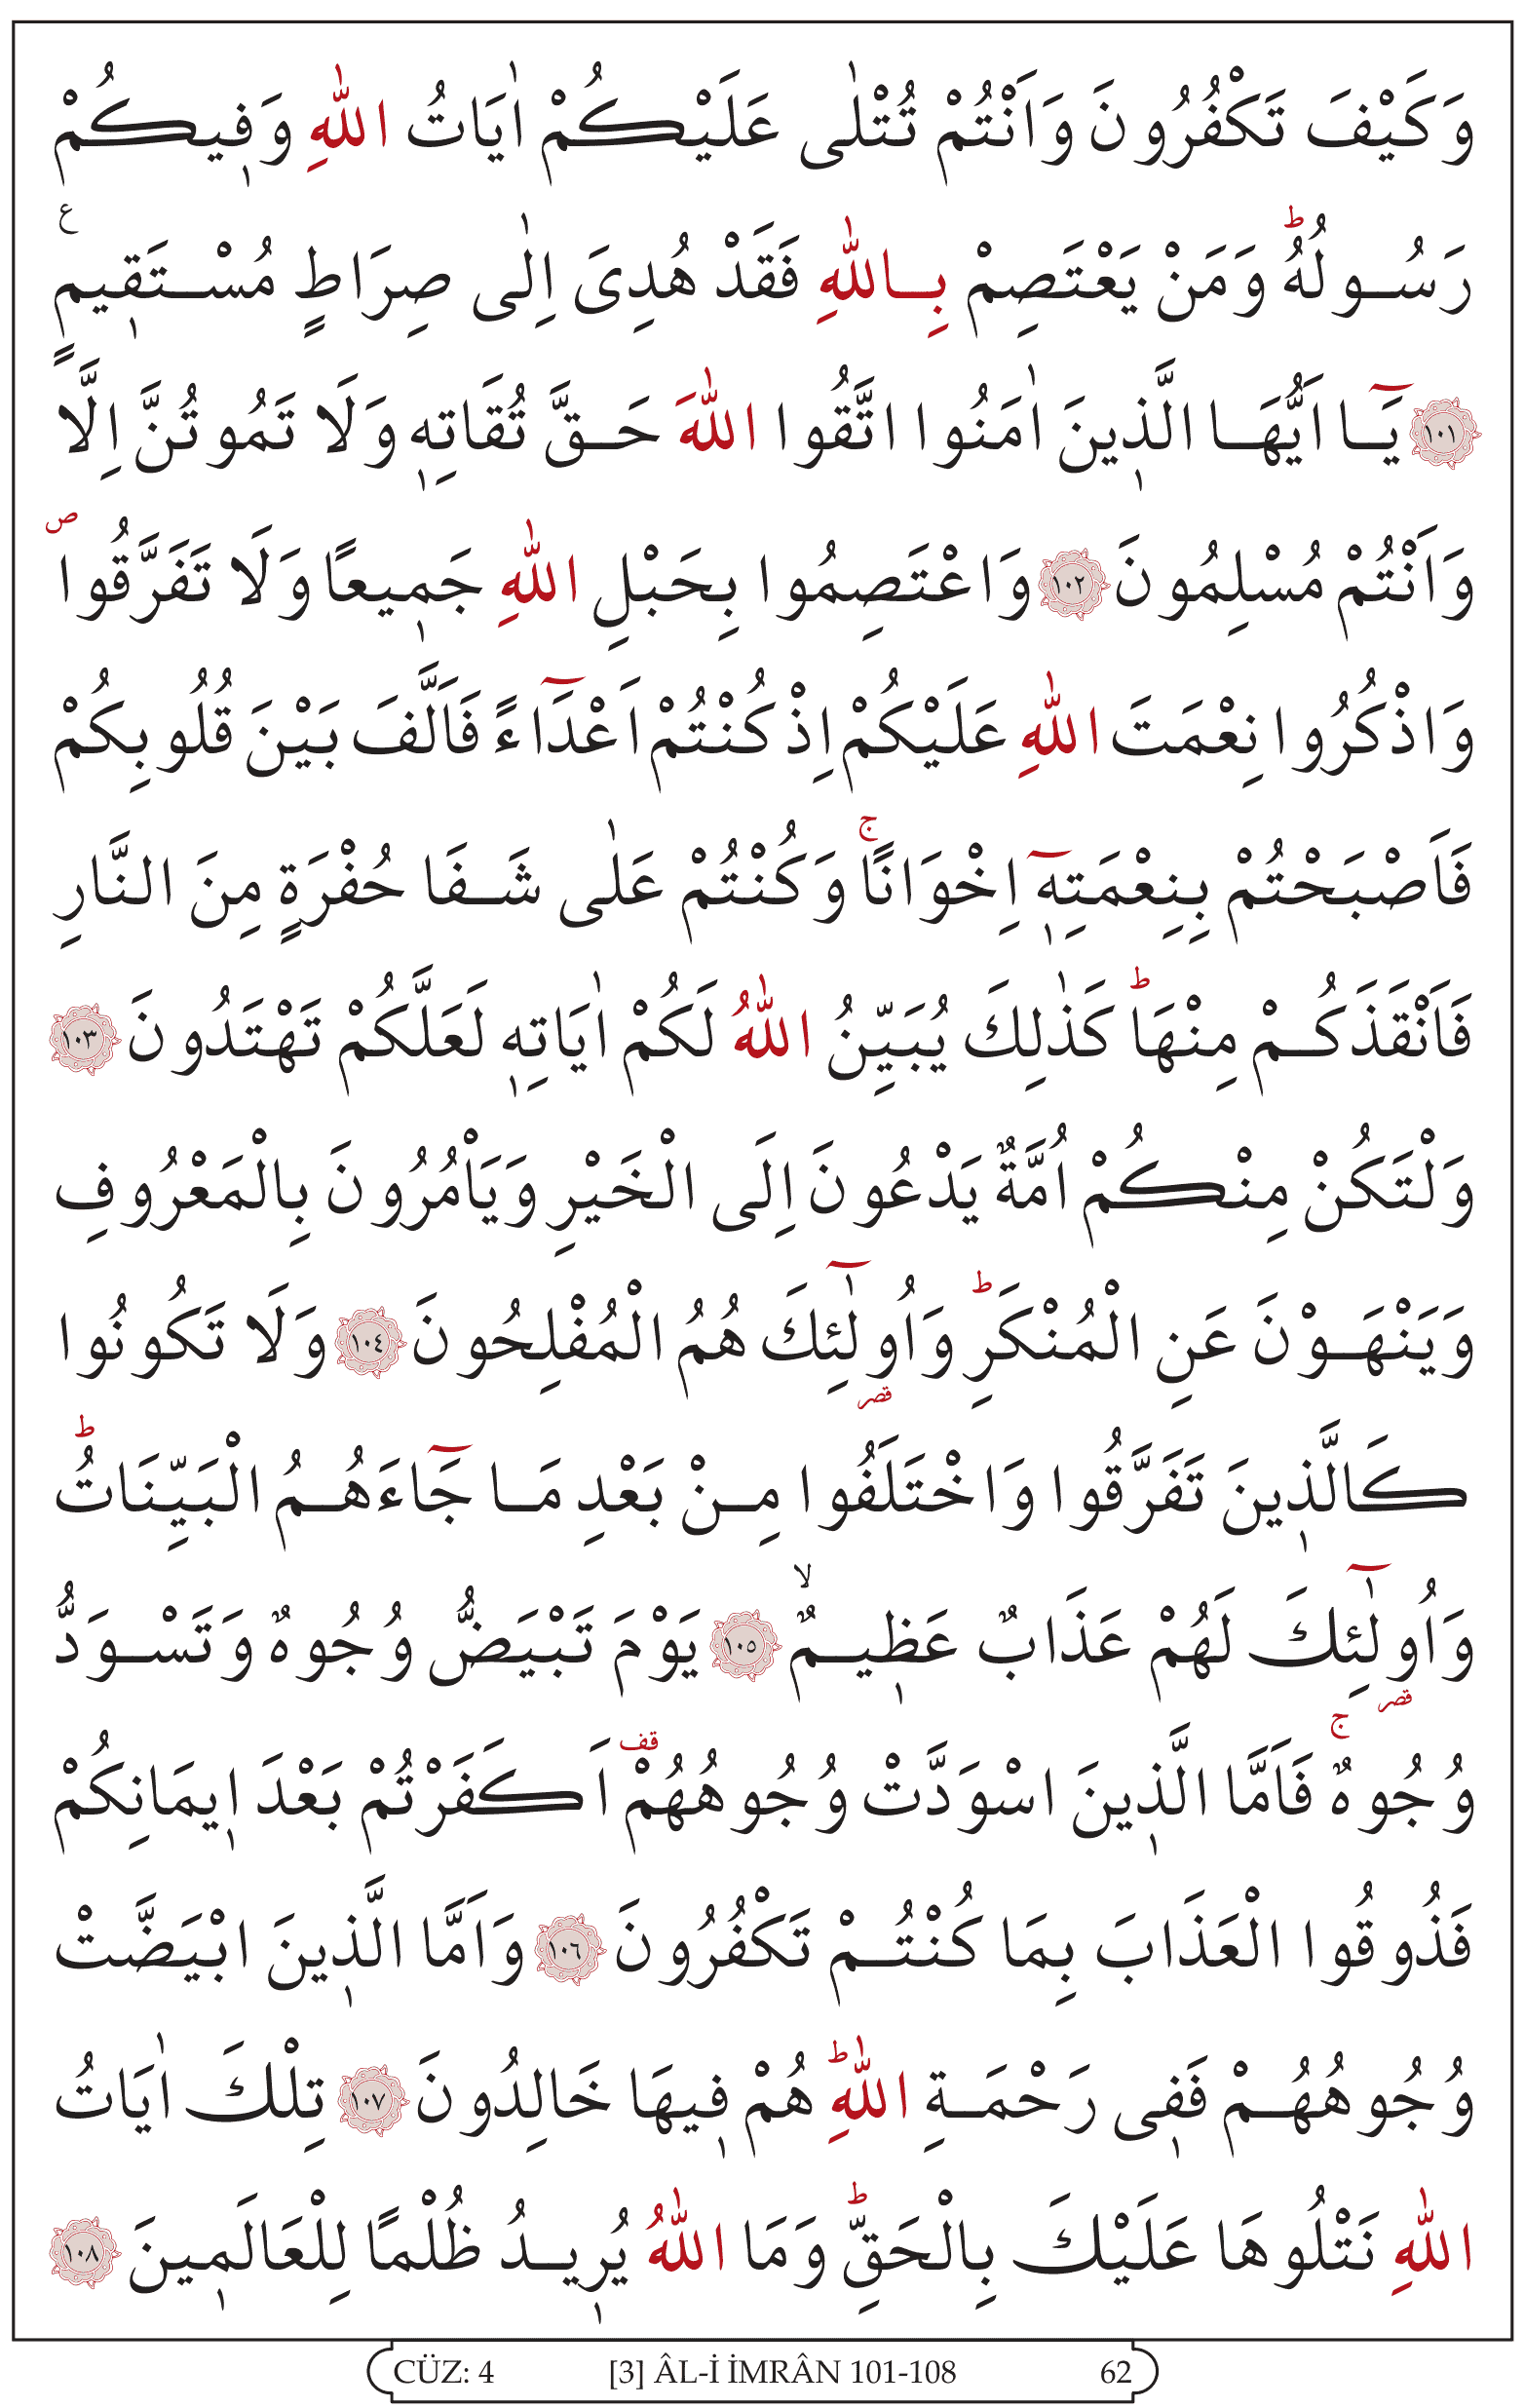 وَكَيْفَ تَكْفُرُونَ وَاَنْتُمْ تُتْلٰى عَلَيْكُمْ اٰيَاتُ اللّٰهِ وَف۪يكُمْ
رَسُولُهُۜ وَمَنْ يَعْتَصِمْ بِاللّٰهِ فَقَدْ هُدِىَ اِلٰى صِرَاطٍ مُسْتَق۪يمٍ ع
﴿١٠١﴾ يَٓا اَيُّهَا الَّذ۪ينَ اٰمَنُوا اتَّقُوا اللّٰهَ حَقَّ تُقَاتِه۪ وَلَا تَمُوتُنَّ اِلَّا
وَاَنْتُمْ مُسْلِمُونَ ﴿١٠٢﴾ وَاعْتَصِمُوا بِحَبْلِ اللّٰهِ جَم۪يعًا وَلَا تَفَرَّقُوا ص
وَاذْكُرُوا نِعْمَتَ اللّٰهِ عَلَيْكُمْ اِذْ كُنْتُمْ اَعْدَٓاءً فَاَلَّفَ بَيْنَ قُلُوبِكُمْ
فَاَصْبَحْتُمْ بِنِعْمَتِه۪ٓ اِخْوَانًاۚ وَكُنْتُمْ عَلٰى شَفَا حُفْرَةٍ مِنَ النَّارِ
فَاَنْقَذَكُمْ مِنْهَاۜ كَذٰلِكَ يُبَيِّنُ اللّٰهُ لَكُمْ اٰيَاتِه۪ لَعَلَّكُمْ تَهْتَدُونَ ﴿١٠٣﴾
وَلْتَكُنْ مِنْكُمْ اُمَّةٌ يَدْعُونَ اِلَى الْخَيْرِ وَيَاْمُرُونَ بِالْمَعْرُوفِ
وَيَنْهَوْنَ عَنِ الْمُنْكَرِۜ وَاُو۬لٰٓئِكَ قصر هُمُ الْمُفْلِحُونَ ﴿١٠٤﴾ وَلَا تَكُونُوا
كَالَّذ۪ينَ تَفَرَّقُوا وَاخْتَلَفُوا مِنْ بَعْدِ مَا جَٓاءَهُمُ الْبَيِّنَاتُۜ
وَاُولٰٓئِكَ قصر لَهُمْ عَذَابٌ عَظ۪يمٌۙ ﴿١٠٥﴾ يَوْمَ تَبْيَضُّ وُجُوهٌ وَتَسْوَدُّ
وُجُوهٌۚ فَاَمَّا الَّذ۪ينَ اسْوَدَّتْ وُجُوهُهُمْ قف اَكَفَرْتُمْ بَعْدَ ا۪يمَانِكُمْ
فَذُوقُوا الْعَذَابَ بِمَا كُنْتُمْ تَكْفُرُونَ ﴿١٠٦﴾ وَاَمَّا الَّذ۪ينَ ابْيَضَّتْ
وُجُوهُهُمْ فَف۪ى رَحْمَةِ اللّٰهِۜ هُمْ ف۪يهَا خَالِدُونَ ﴿١٠٧﴾ تِلْكَ اٰيَاتُ
اللّٰهِ نَتْلُوهَا عَلَيْكَ بِالْحَقِّۜ وَمَا اللّٰهُ يُر۪يدُ ظُلْمًا لِلْعَالَم۪ينَ ﴿١٠٨﴾
CÜZ: 4 [3] ÂL-İ İMRÂN 101-108 62